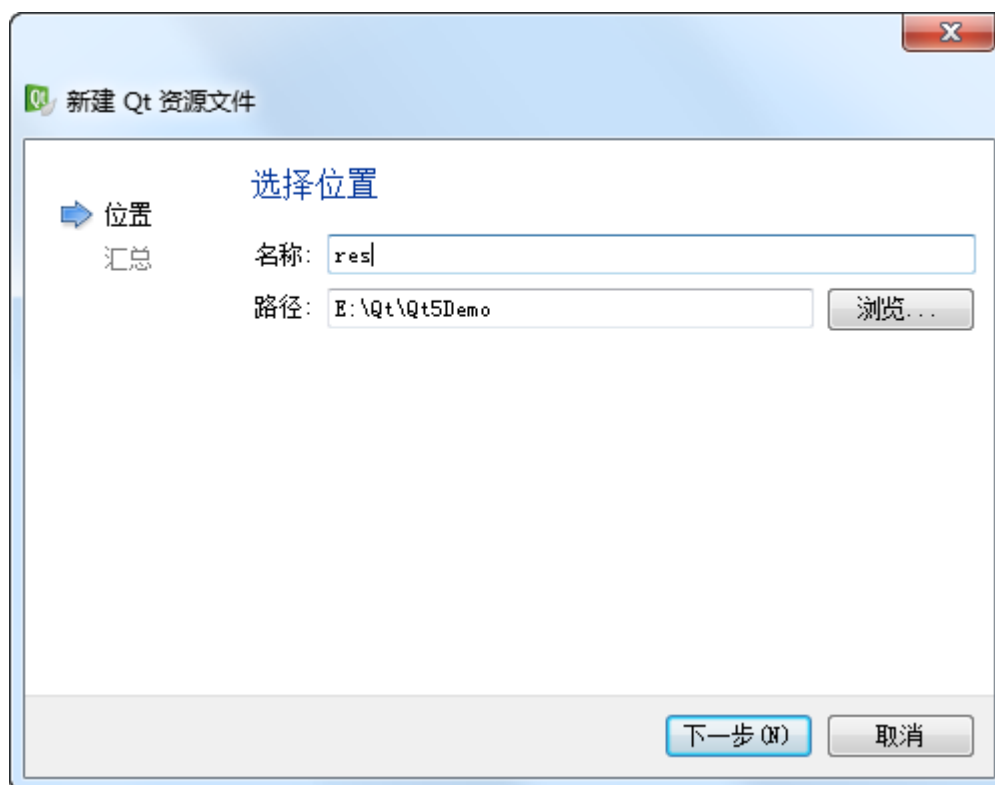 新建 Qt 资源文件
位置
汇总
选择位置
名称: res
路径: E:\Qt\Qt5Demo 浏览...
下一步(N) 取消